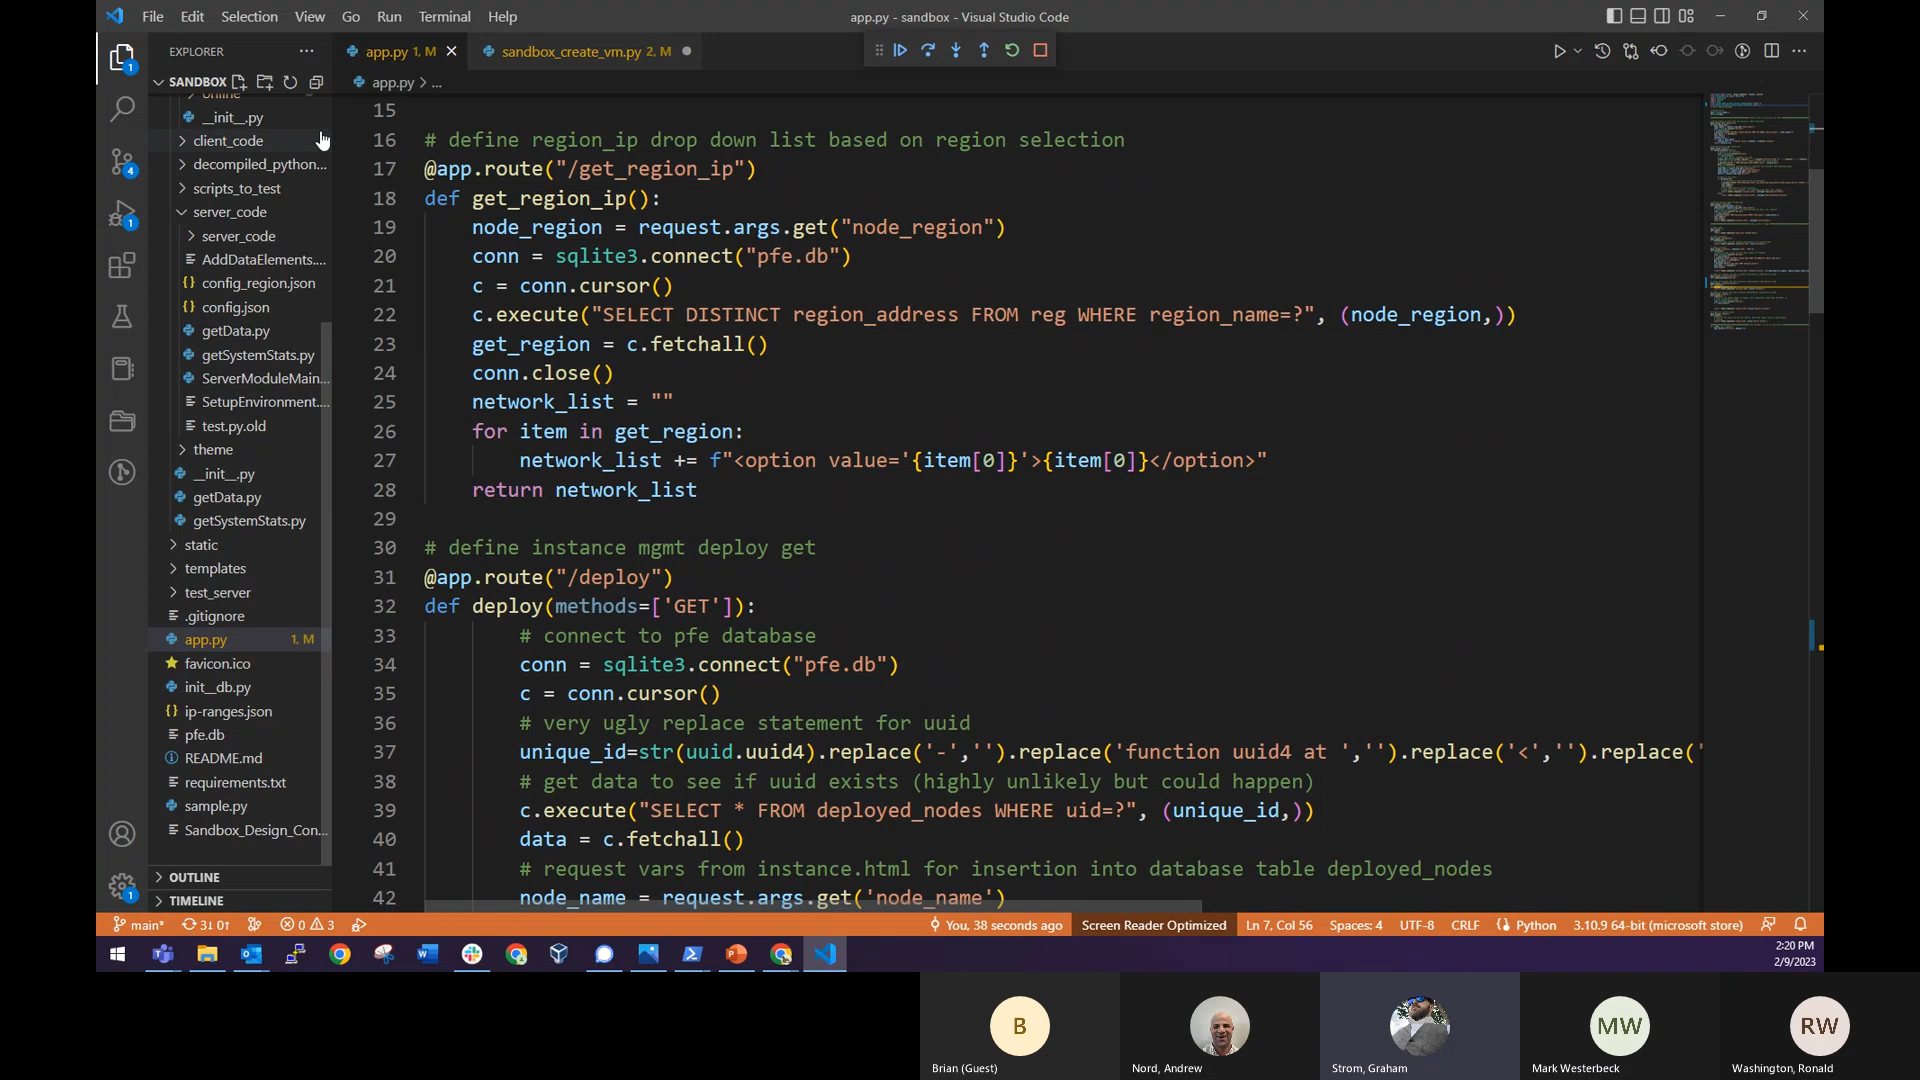 File Edit Selection View Go Run Terminal Help
app.py - sandbox - Visual Studio Code
EXPLORER
app.py 1, M
sandbox_create_vm.py 2, M
SANDBOX
app.py > ...
online
__init__.py
client_code
decompiled_python...
scripts_to_test
server_code
server_code
AddDataElements....
config_region.json
config.json
getData.py
getSystemStats.py
ServerModuleMain...
SetupEnvironment....
test.py.old
theme
__init__.py
getData.py
getSystemStats.py
static
templates
test_server
.gitignore
app.py 1, M
favicon.ico
init__db.py
ip-ranges.json
pfe.db
README.md
requirements.txt
sample.py
Sandbox_Design_Con...
OUTLINE
TIMELINE
1
4
1
1
15
16 # define region_ip drop down list based on region selection
17 @app.route("/get_region_ip")
18 def get_region_ip():
19 node_region = request.args.get("node_region")
20 conn = sqlite3.connect("pfe.db")
21 c = conn.cursor()
22 c.execute("SELECT DISTINCT region_address FROM reg WHERE region_name=?", (node_region,))
23 get_region = c.fetchall()
24 conn.close()
25 network_list = ""
26 for item in get_region:
27 network_list += f"<option value='{item[0]}'>{item[0]}</option>"
28 return network_list
29
30 # define instance mgmt deploy get
31 @app.route("/deploy")
32 def deploy(methods=['GET']):
33 # connect to pfe database
34 conn = sqlite3.connect("pfe.db")
35 c = conn.cursor()
36 # very ugly replace statement for uuid
37 unique_id=str(uuid.uuid4).replace('-','').replace('function uuid4 at ','').replace('<','').replace('
38 # get data to see if uuid exists (highly unlikely but could happen)
39 c.execute("SELECT * FROM deployed_nodes WHERE uid=?", (unique_id,))
40 data = c.fetchall()
41 # request vars from instance.html for insertion into database table deployed_nodes
42 node_name = request.args.get('node_name')
main* 3↓ 0↑ 0 3 You, 38 seconds ago Screen Reader Optimized Ln 7, Col 56 Spaces: 4 UTF-8 CRLF Python 3.10.9 64-bit (microsoft store)
2:20 PM
2/9/2023
B
MW
RW
Brian (Guest)
Nord, Andrew
Strom, Graham
Mark Westerbeck
Washington, Ronald